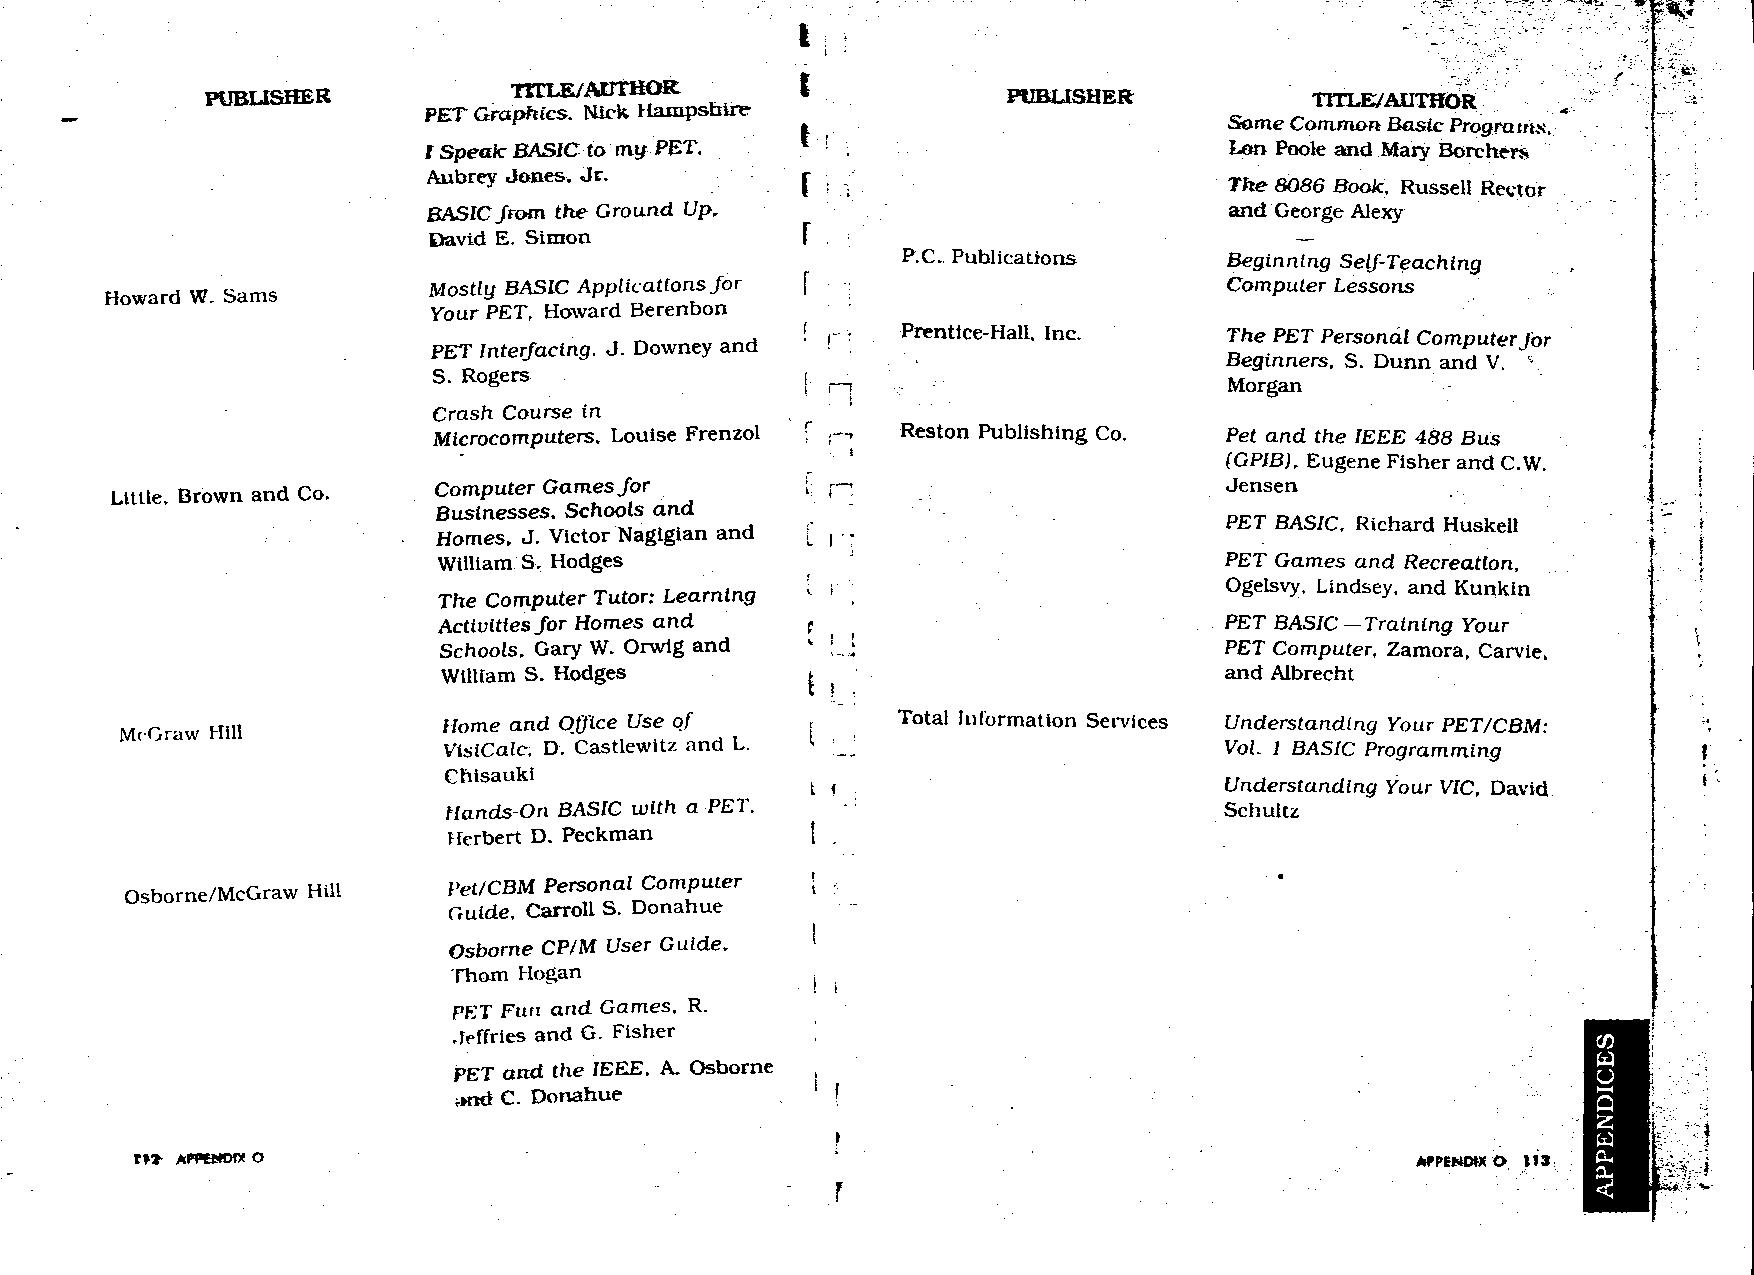 PUBLISHER
TITLE/AUTHOR
PET Graphics, Nick Hampshire
I Speak BASIC to my PET,
Aubrey Jones, Jr.
BASIC from the Ground Up,
David E. Simon
Howard W. Sams
Mostly BASIC Applications for
Your PET, Howard Berenbon
PET Interfacing, J. Downey and
S. Rogers
Crash Course in
Microcomputers, Louise Frenzol
Little, Brown and Co.
Computer Games for
Businesses, Schools and
Homes, J. Victor Nagigian and
William S. Hodges
The Computer Tutor: Learning
Activities for Homes and
Schools, Gary W. Orwig and
William S. Hodges
McGraw Hill
Home and Office Use of
VisiCalc, D. Castlewitz and L.
Chisauki
Hands-On BASIC with a PET,
Herbert D. Peckman
Osborne/McGraw Hill
Pet/CBM Personal Computer
Guide, Carroll S. Donahue
Osborne CP/M User Guide,
Thom Hogan
PET Fun and Games, R.
Jeffries and G. Fisher
PET and the IEEE, A. Osborne
and C. Donahue
112 APPENDIX O
PUBLISHER
TITLE/AUTHOR
Some Common Basic Programs,
Lon Poole and Mary Borchers
The 8086 Book, Russell Rector
and George Alexy
P.C. Publications
Beginning Self-Teaching
Computer Lessons
Prentice-Hall, Inc.
The PET Personal Computer for
Beginners, S. Dunn and V.
Morgan
Reston Publishing Co.
Pet and the IEEE 488 Bus
(GPIB), Eugene Fisher and C.W.
Jensen
PET BASIC, Richard Huskell
PET Games and Recreation,
Ogelsvy, Lindsey, and Kunkin
PET BASIC—Training Your
PET Computer, Zamora, Carvie,
and Albrecht
Total Information Services
Understanding Your PET/CBM:
Vol. 1 BASIC Programming
Understanding Your VIC, David
Schultz
APPENDIX O 113
APPENDICES